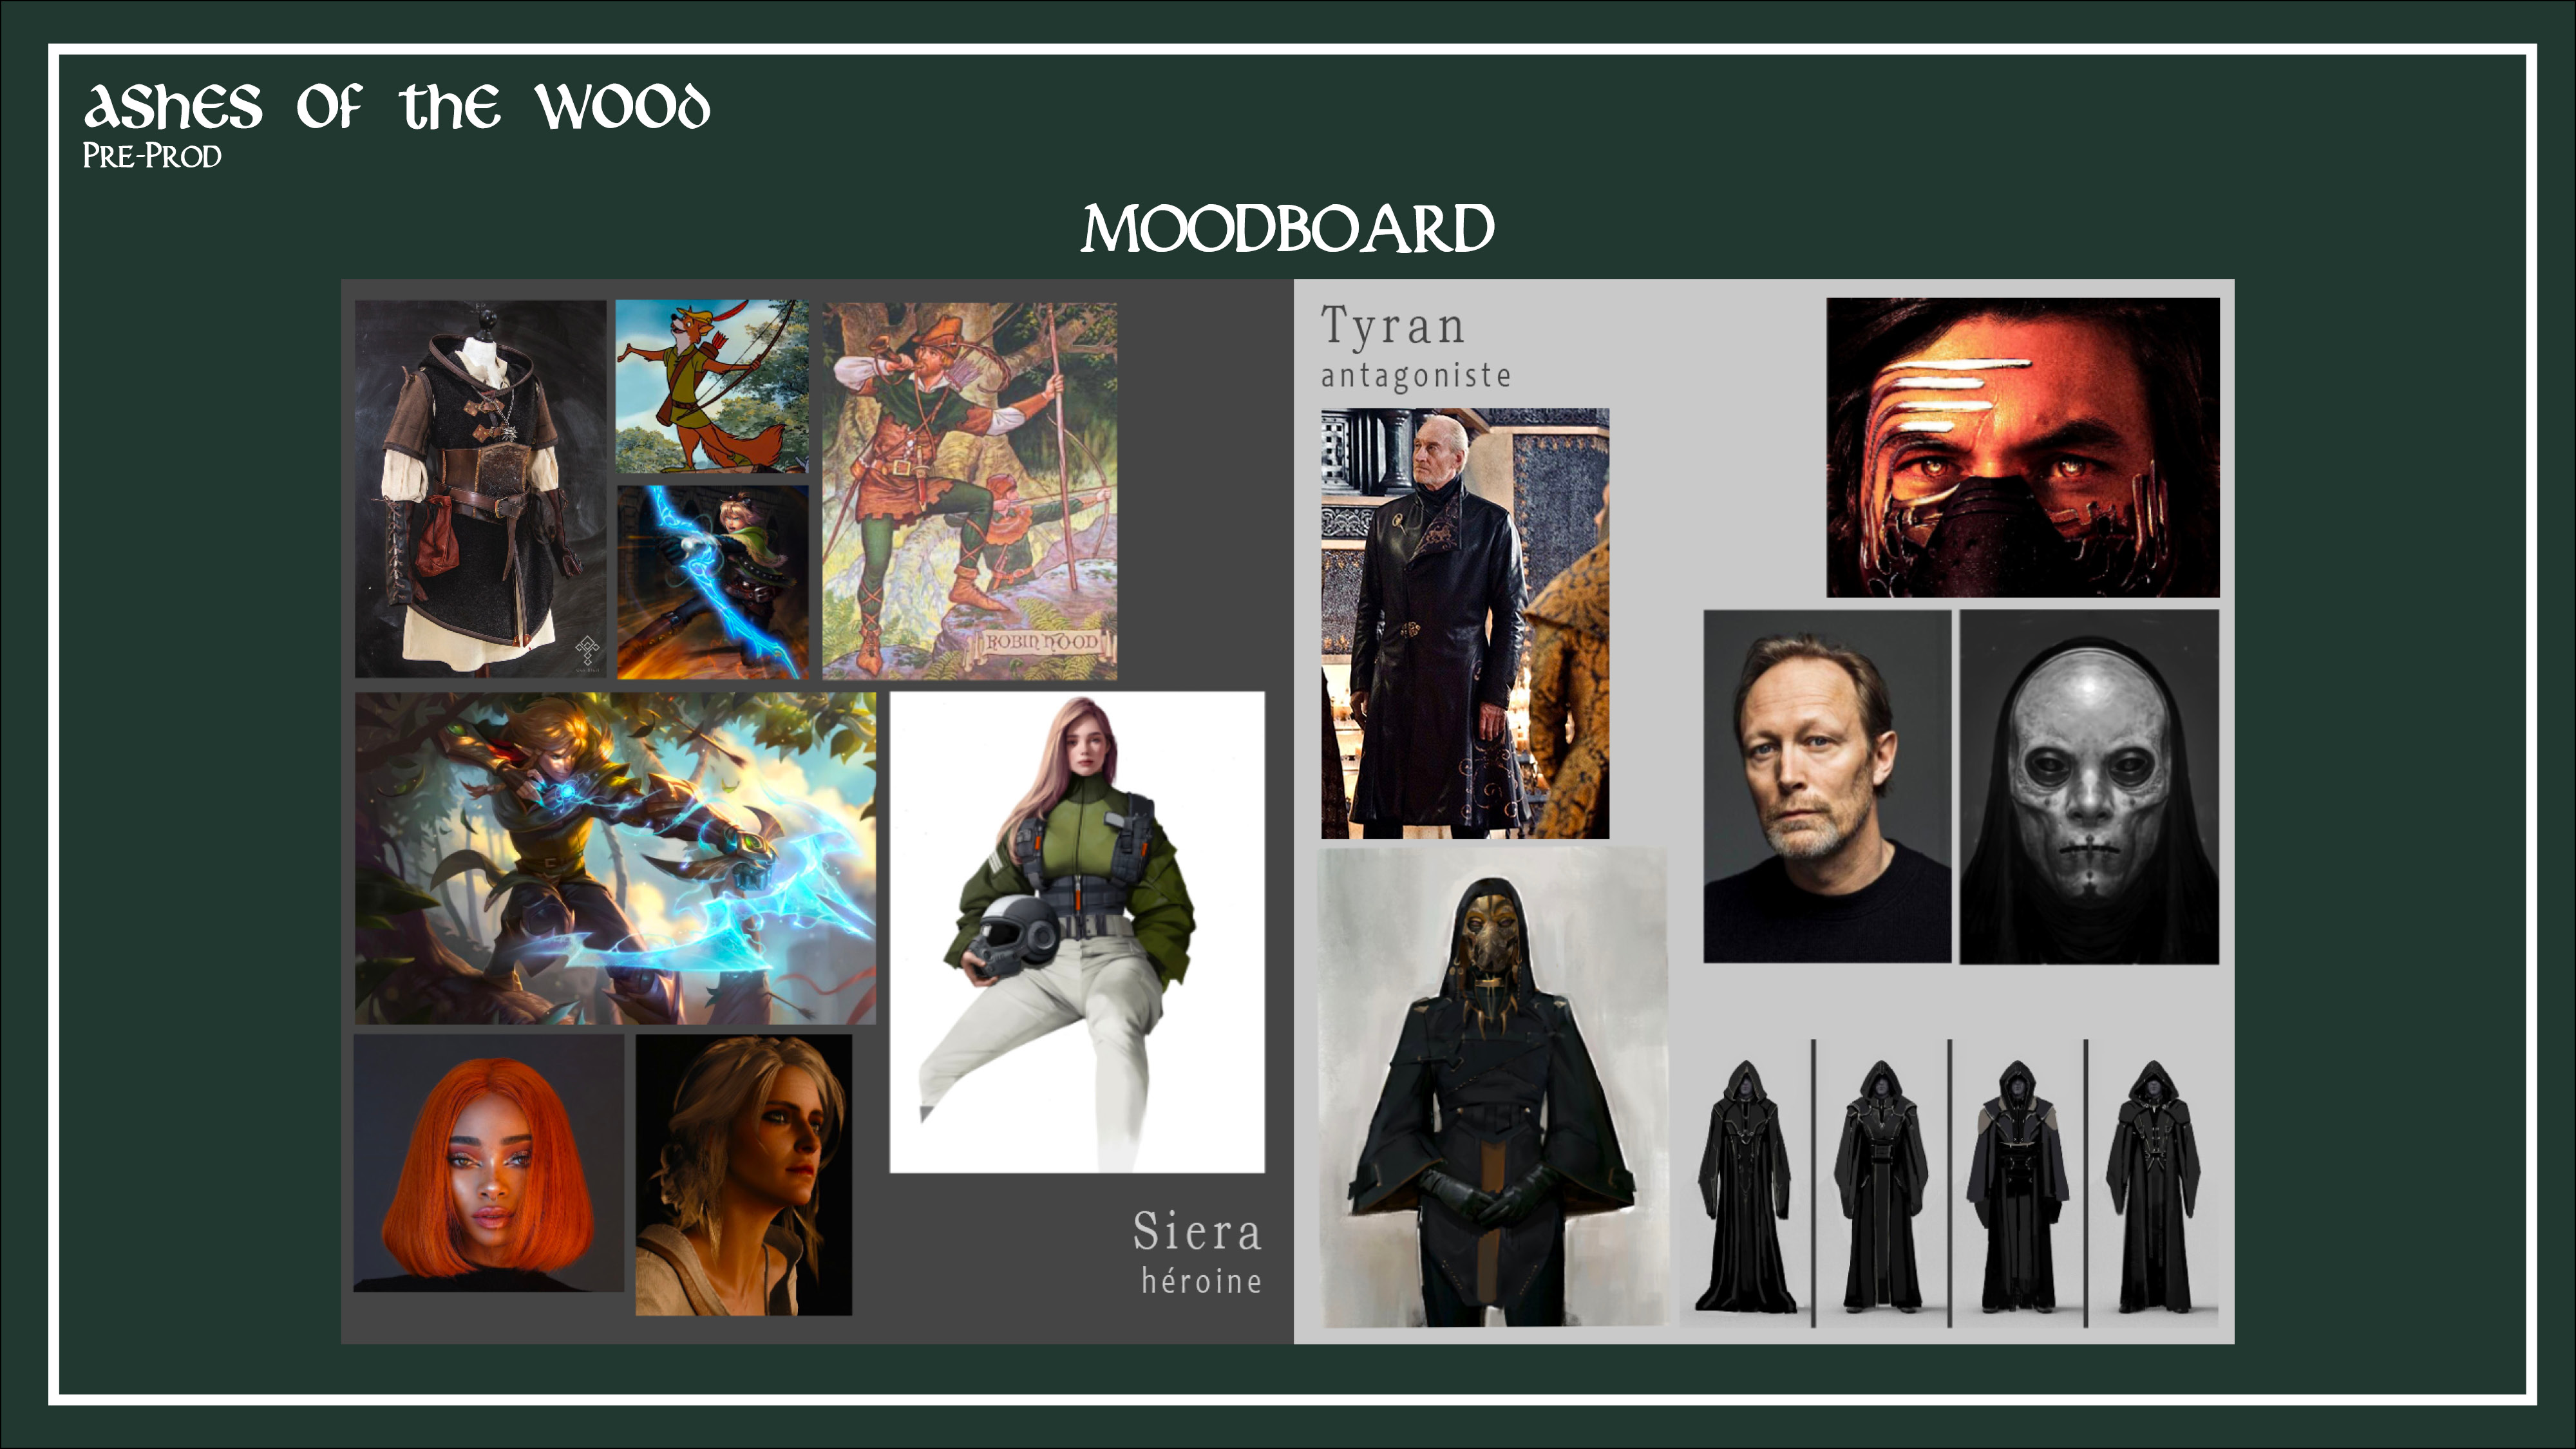 ashes of the wood
Pre-Prod
MOODBOARD
ROBIN HOOD
Siera
héroine
Tyran
antagoniste